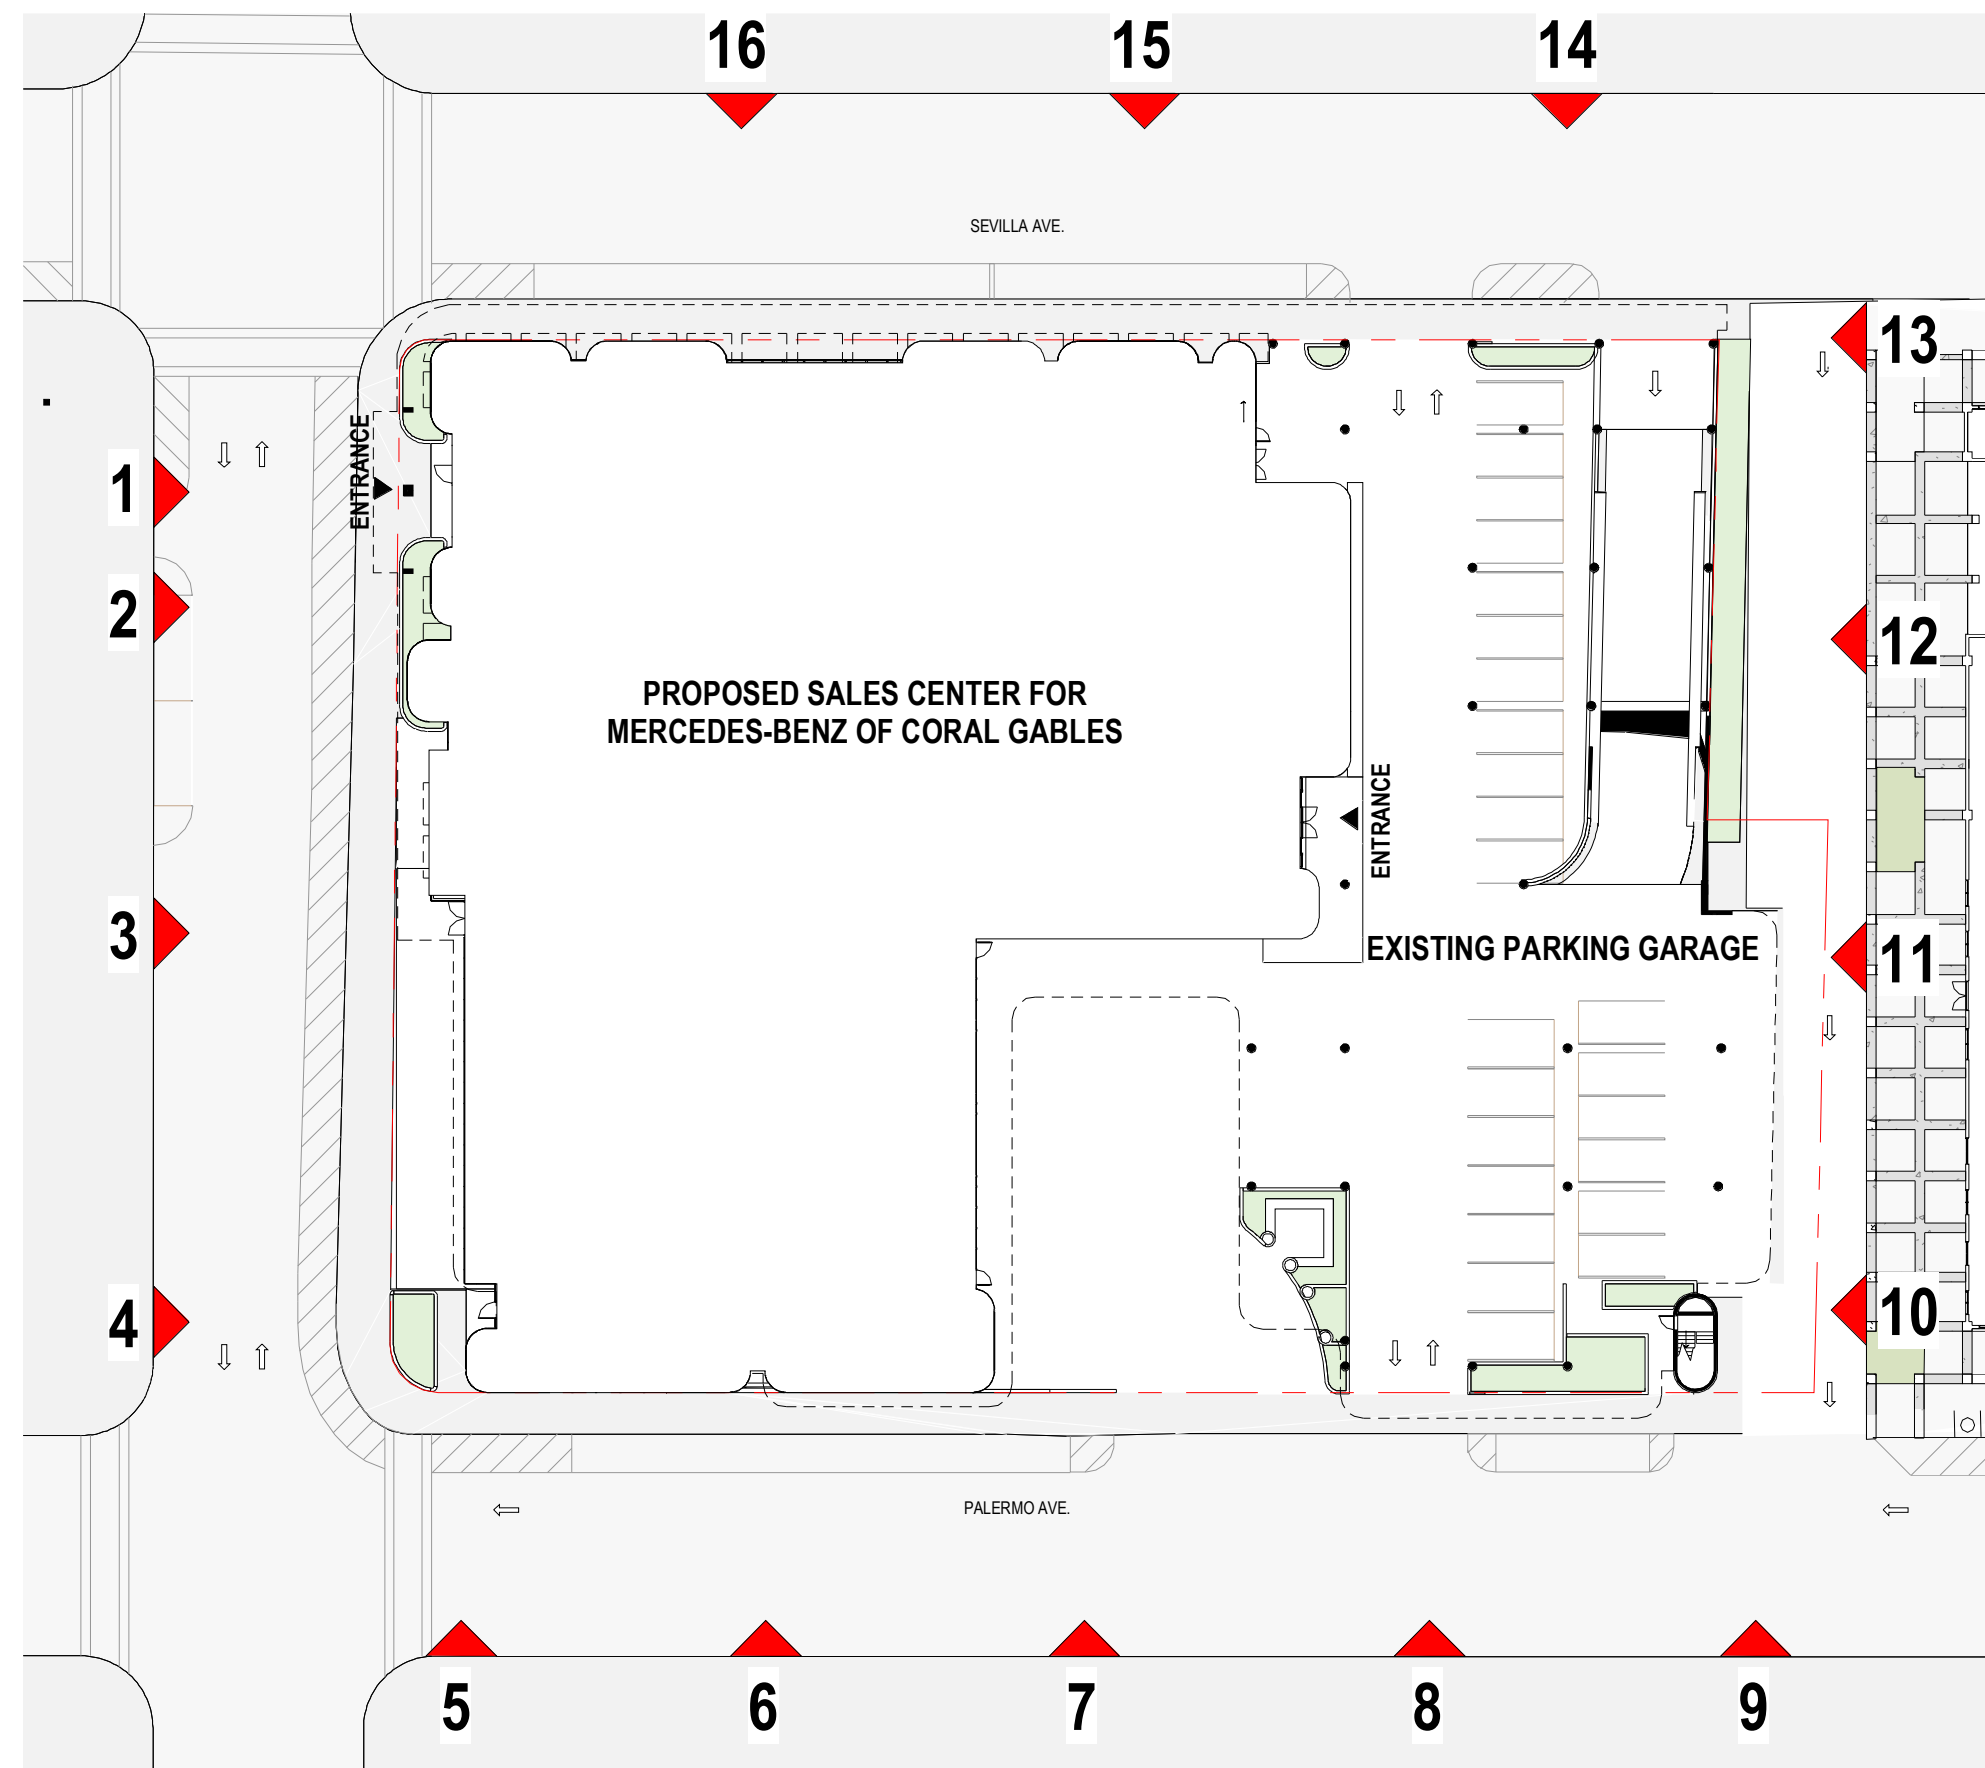 16
15
14
SEVILLA AVE.
13
1
ENTRANCE
2
12
PROPOSED SALES CENTER FOR
MERCEDES-BENZ OF CORAL GABLES
ENTRANCE
3
EXISTING PARKING GARAGE
11
4
10
PALERMO AVE.
5
6
7
8
9